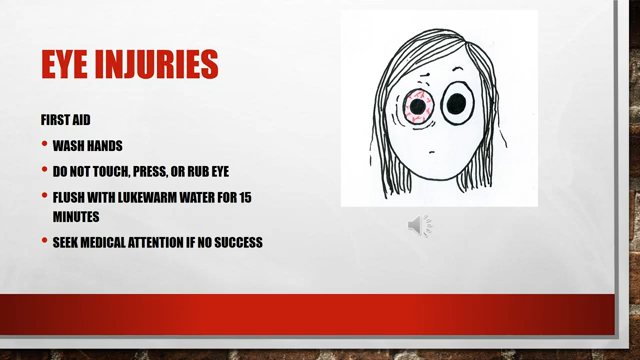 EYE INJURIES
FIRST AID
• WASH HANDS
• DO NOT TOUCH, PRESS, OR RUB EYE
• FLUSH WITH LUKEWARM WATER FOR 15
MINUTES
• SEEK MEDICAL ATTENTION IF NO SUCCESS